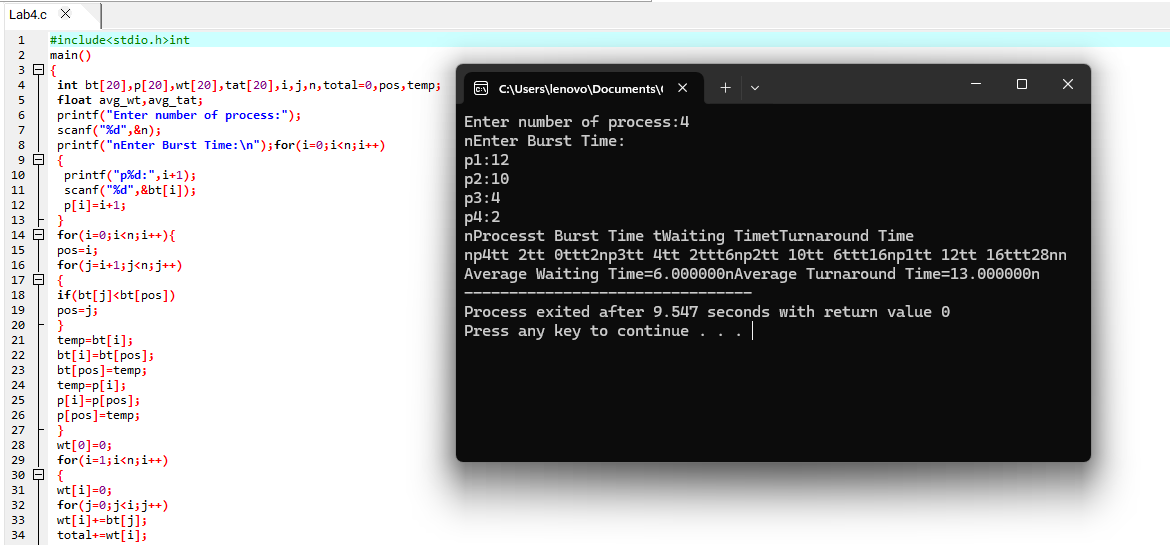 Lab4.c
1 #include<stdio.h>int
2 main()
3 {
4 int bt[20],p[20],wt[20],tat[20],i,j,n,total=0,pos,temp;
5 float avg_wt,avg_tat;
6 printf("Enter number of process:");
7 scanf("%d",&n);
8 printf("nEnter Burst Time:\n");for(i=0;i<n;i++)
9 {
10 printf("p%d:",i+1);
11 scanf("%d",&bt[i]);
12 p[i]=i+1;
13 }
14 for(i=0;i<n;i++){
15 pos=i;
16 for(j=i+1;j<n;j++)
17 {
18 if(bt[j]<bt[pos])
19 pos=j;
20 }
21 temp=bt[i];
22 bt[i]=bt[pos];
23 bt[pos]=temp;
24 temp=p[i];
25 p[i]=p[pos];
26 p[pos]=temp;
27 }
28 wt[0]=0;
29 for(i=1;i<n;i++)
30 {
31 wt[i]=0;
32 for(j=0;j<i;j++)
33 wt[i]+=bt[j];
34 total+=wt[i];
C:\Users\lenovo\Documents\(
Enter number of process:4
nEnter Burst Time:
p1:12
p2:10
p3:4
p4:2
nProcesst Burst Time tWaiting TimetTurnaround Time
np4tt 2tt 0ttt2np3tt 4tt 2ttt6np2tt 10tt 6ttt16np1tt 12tt 16ttt28nn
Average Waiting Time=6.000000nAverage Turnaround Time=13.000000n
--------------------------------
Process exited after 9.547 seconds with return value 0
Press any key to continue . . .